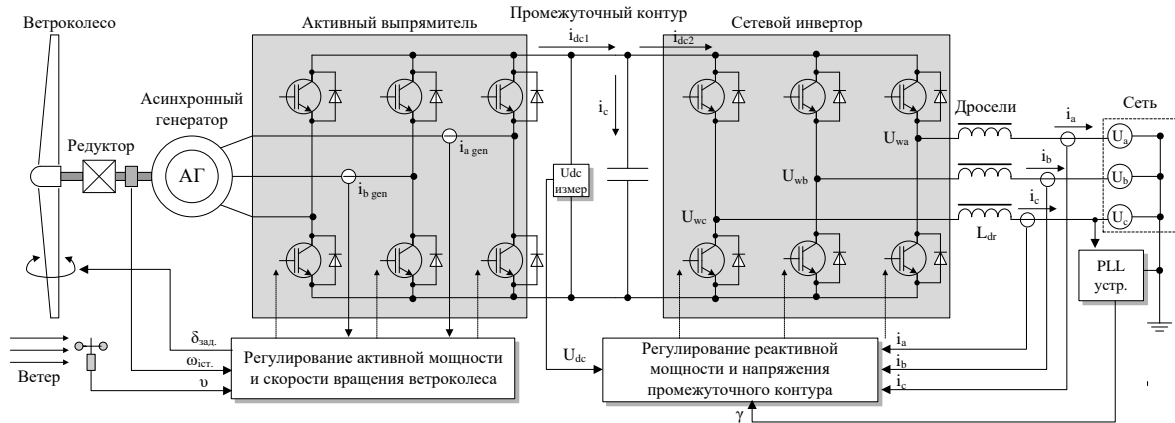 Ветроколесо
Активный выпрямитель
Промежуточный контур
Сетевой инвертор
i_dc1
i_dc2
i_c
Асинхронный
генератор
Редуктор
АГ
i_a gen
i_b gen
Udc
измер
U_wa
U_wb
U_wc
Дросели
L_dr
Сеть
i_a
i_b
i_c
U_a
U_b
U_c
PLL
устр.
Ветер
δ_зад.
ω_іст.
υ
Регулирование активной мощности
и скорости вращения ветроколеса
U_dc
Регулирование реактивной
мощности и напряжения
промежуточного контура
i_a
i_b
i_c
γ